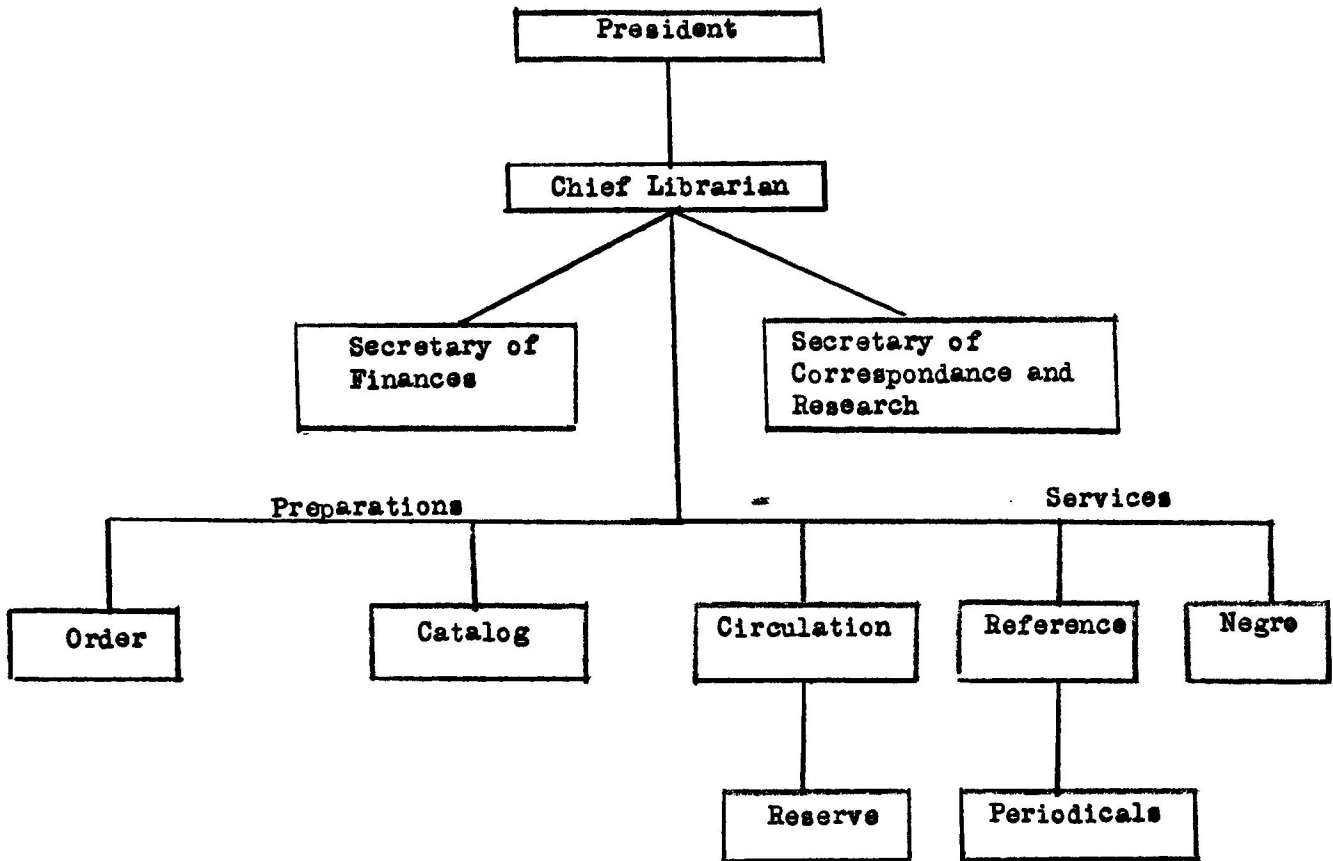 President
Chief Librarian
Secretary of
Finances
Secretary of
Correspondance and
Research
Preparations
Services
Order
Catalog
Circulation
Reference
Negro
Reserve
Periodicals